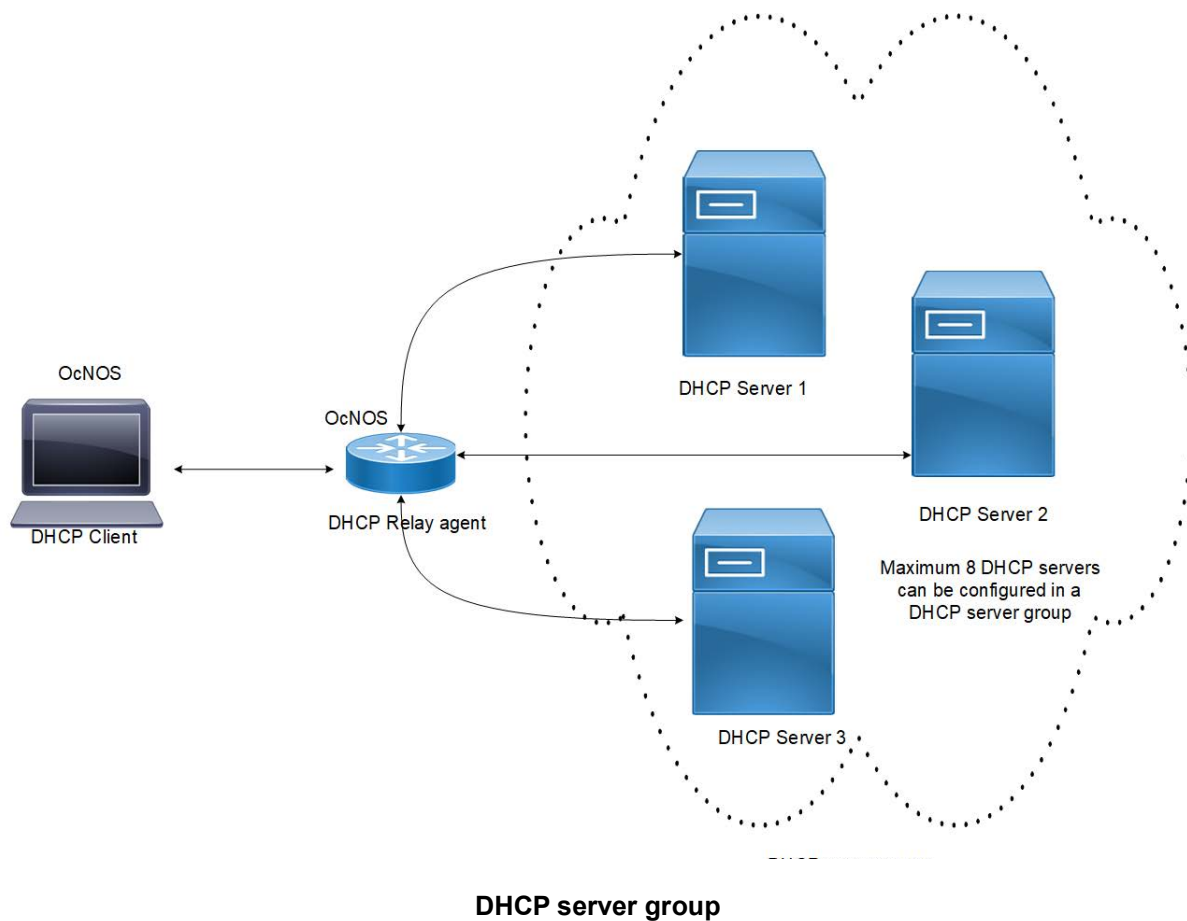 OcNOS
DHCP Client
OcNOS
DHCP Relay agent
DHCP Server 1
DHCP Server 2
Maximum 8 DHCP servers
can be configured in a
DHCP server group
DHCP Server 3
DHCP server group